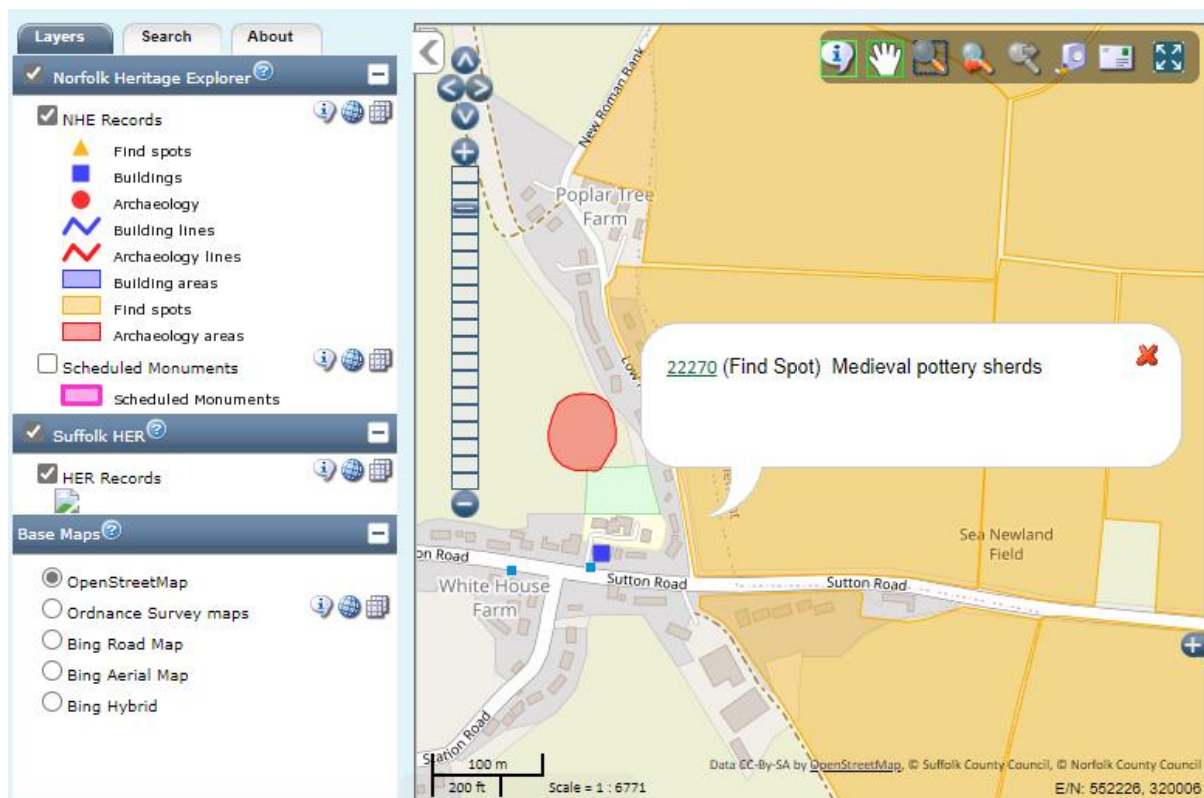 Layers
Search
About
Norfolk Heritage Explorer
NHE Records
Find spots
Buildings
Archaeology
Building lines
Archaeology lines
Building areas
Find spots
Archaeology areas
Scheduled Monuments
Scheduled Monuments
Suffolk HER
HER Records
Base Maps
OpenStreetMap
Ordnance Survey maps
Bing Road Map
Bing Aerial Map
Bing Hybrid
New Roman Bank
Poplar Tree
Farm
22270 (Find Spot) Medieval pottery sherds
Sea Newland
Field
Sutton Road
Sutton Road
White House
Farm
Station Road
100 m
200 ft
Scale = 1 : 6771
Data CC-By-SA by OpenStreetMap, © Suffolk County Council, © Norfolk County Council
E/N: 552226, 320006